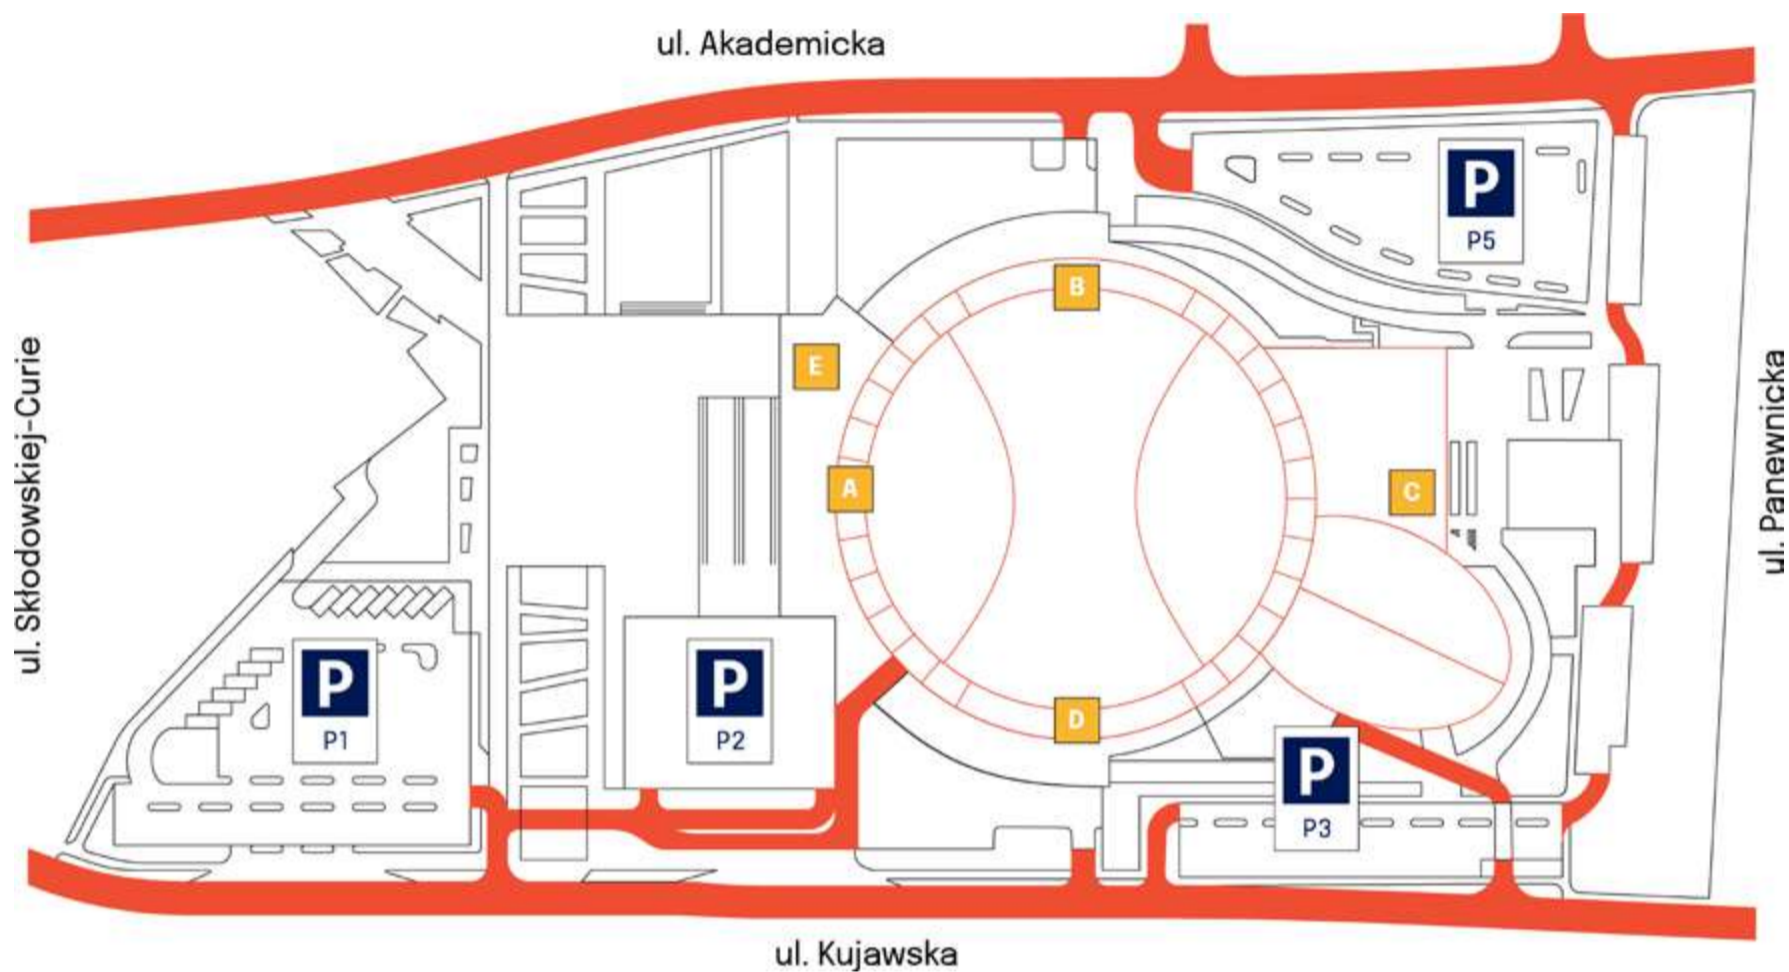 ul. Akademicka
P
P5
B
E
ul. Skłodowskiej-Curie
ul. Panewnicka
A
C
P
P1
P
P2
D
P
P3
ul. Kujawska